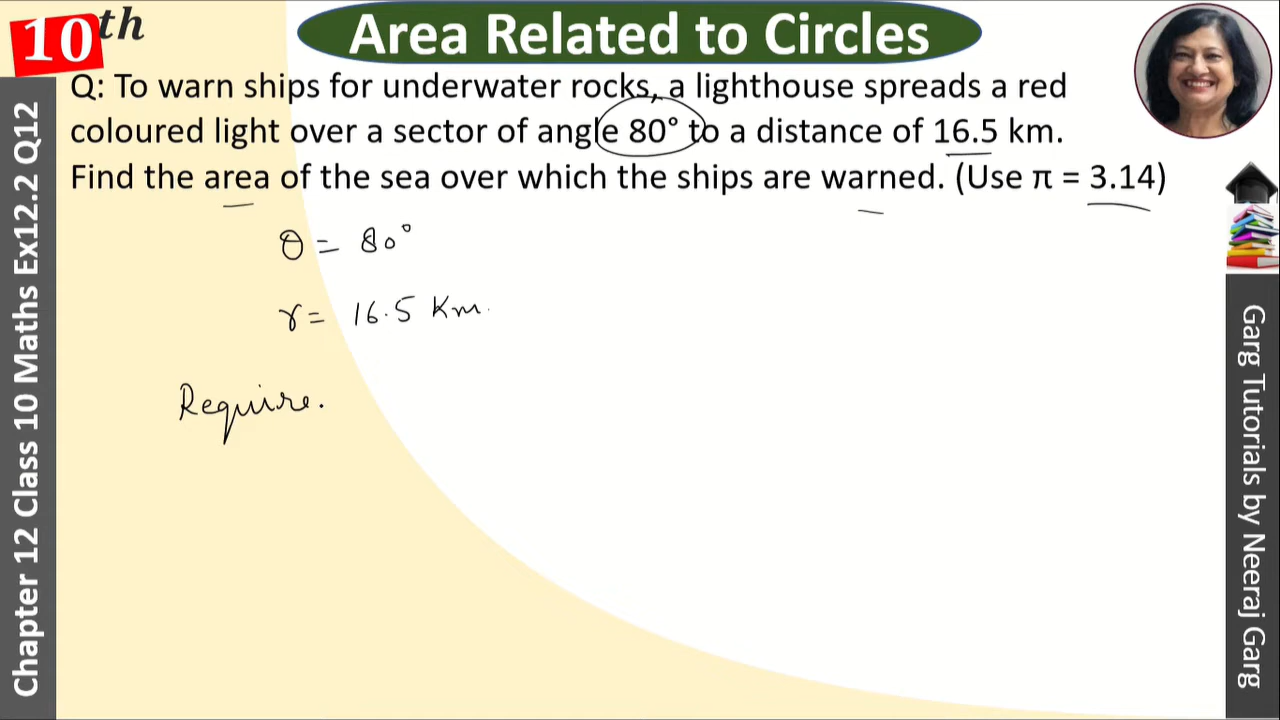 10th
Area Related to Circles
Q: To warn ships for underwater rocks, a lighthouse spreads a red
coloured light over a sector of angle 80° to a distance of 16.5 km.
Find the area of the sea over which the ships are warned. (Use π = 3.14)
θ = 80°
r = 16.5 Km.
Require.
Chapter 12 Class 10 Maths Ex12.2 Q12
Garg Tutorials by Neeraj Garg